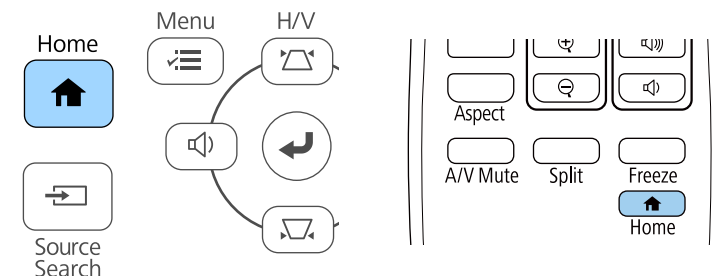 Menu
H/V
Home
Source
Search
Aspect
A/V Mute
Split
Freeze
Home